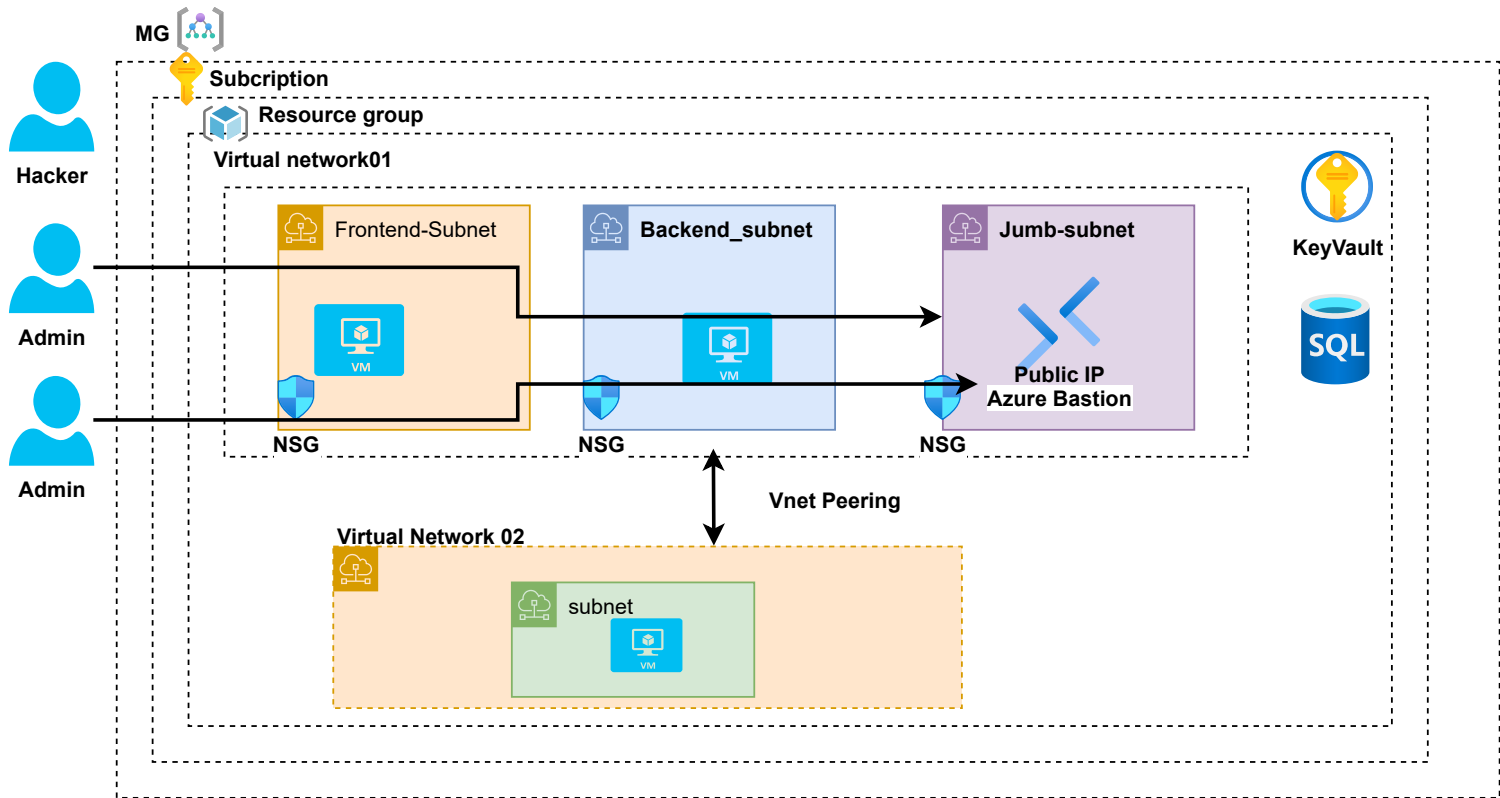 MG
Subcription
Resource group
Virtual network01
Hacker
Admin
Admin
Frontend-Subnet
VM
NSG
Backend_subnet
VM
NSG
Jumb-subnet
Public IP
Azure Bastion
NSG
KeyVault
SQL
Vnet Peering
Virtual Network 02
subnet
VM